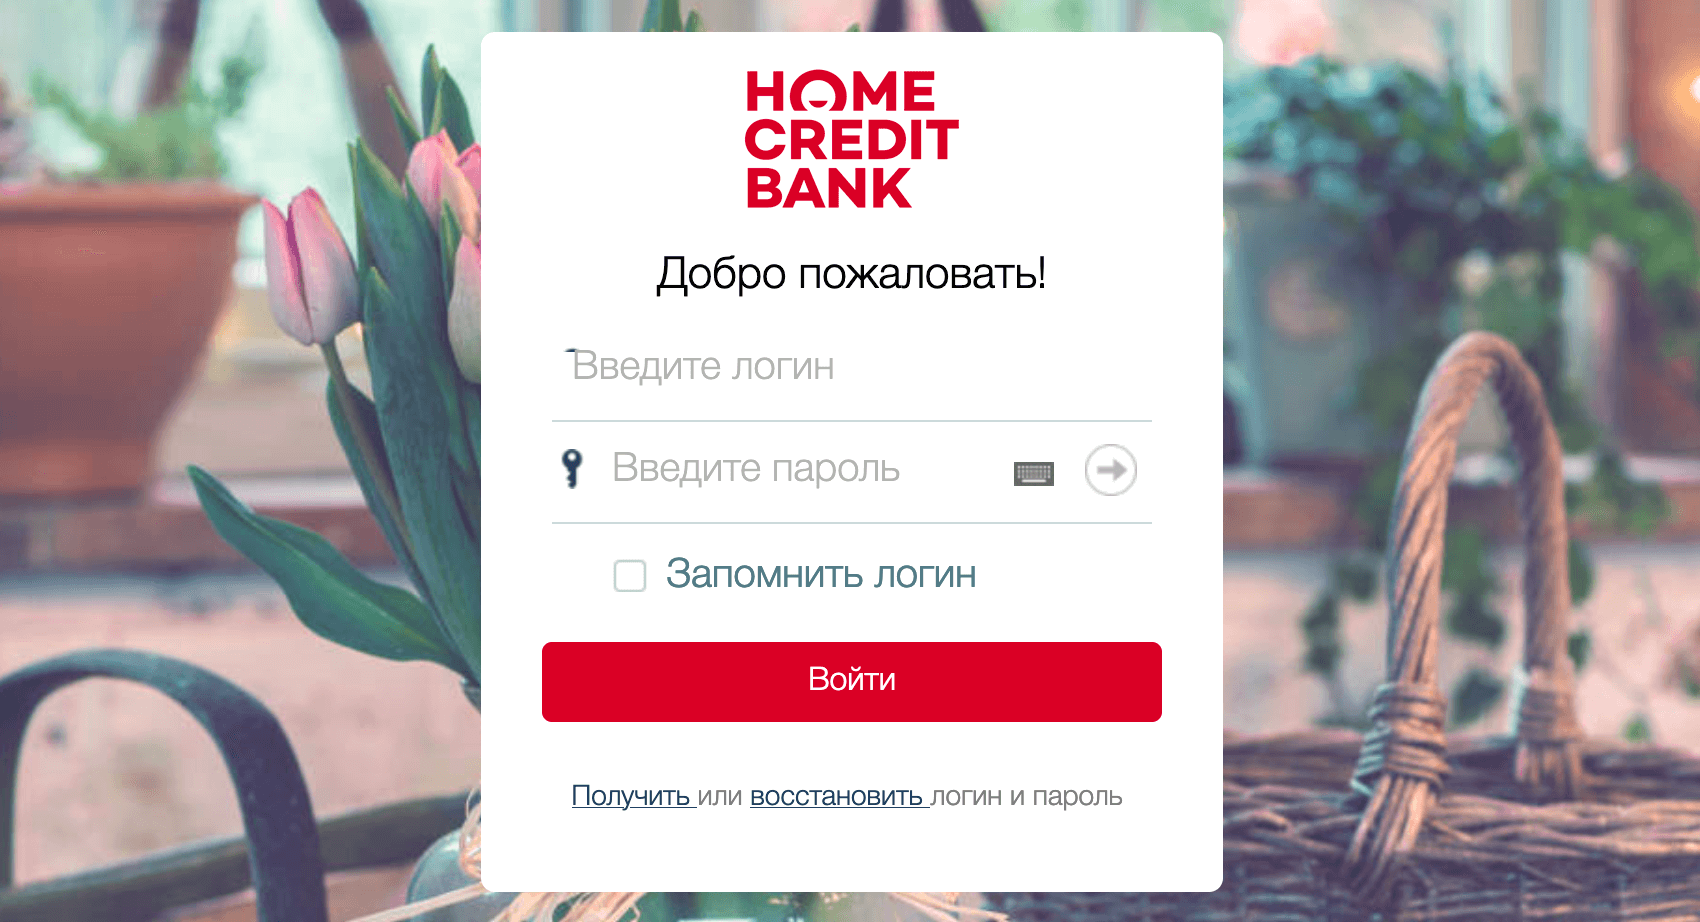 HOME
CREDIT
BANK
Добро пожаловать!
Введите логин
Введите пароль
Запомнить логин
Войти
Получить или восстановить логин и пароль